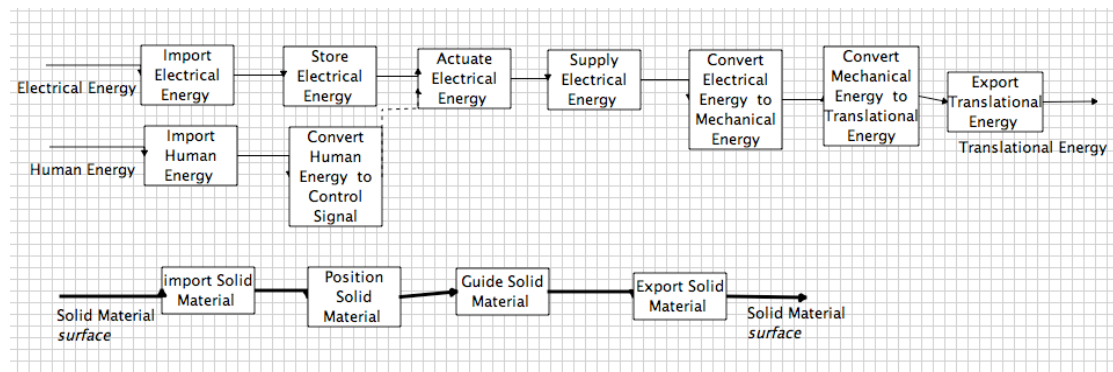 Import
Electrical
Energy
Store
Electrical
Energy
Actuate
Electrical
Energy
Supply
Electrical
Energy
Convert
Electrical
Energy to
Mechanical
Energy
Convert
Mechanical
Energy to
Translational
Energy
Export
Translational
Energy
Electrical Energy
Translational Energy
Import
Human
Energy
Convert
Human
Energy to
Control
Signal
Human Energy
import Solid
Material
Position
Solid
Material
Guide Solid
Material
Export Solid
Material
Solid Material
surface
Solid Material
surface